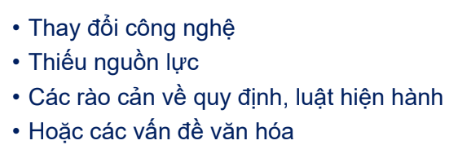 • Thay đổi công nghệ
• Thiếu nguồn lực
• Các rào cản về quy định, luật hiện hành
• Hoặc các vấn đề văn hóa